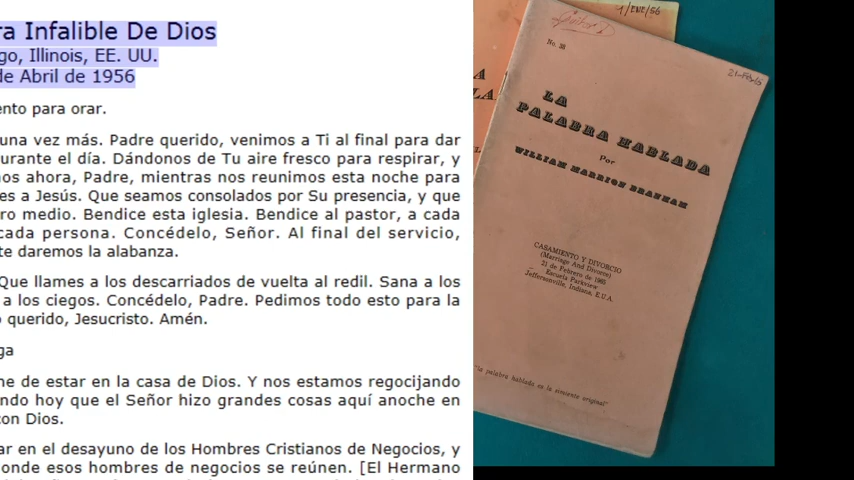 ra Infalible De Dios
go, Illinois, EE. UU.
de Abril de 1956
ento para orar.
una vez más. Padre querido, venimos a Ti al final para dar
urante el día. Dándonos de Tu aire fresco para respirar, y
os ahora, Padre, mientras nos reunimos esta noche para
es a Jesús. Que seamos consolados por Su presencia, y que
ro medio. Bendice esta iglesia. Bendice al pastor, a cada
cada persona. Concédelo, Señor. Al final del servicio,
te daremos la alabanza.
Que llames a los descarriados de vuelta al redil. Sana a los
a los ciegos. Concédelo, Padre. Pedimos todo esto para la
o querido, Jesucristo. Amén.
ga
he de estar en la casa de Dios. Y nos estamos regocijando
ndo hoy que el Señor hizo grandes cosas aquí anoche en
con Dios.
ar en el desayuno de los Hombres Cristianos de Negocios, y
onde esos hombres de negocios se reúnen. [El Hermano
1/ENE/56
A
LA
No. 38
LA
PALABRA HABLADA
Por
WILLIAM MARRION BRANHAM
CASAMIENTO Y DIVORCIO
(Marriage And Divorce)
21 de Febrero de 1965
Escuela Parkview
Jeffersonville, Indiana, E.U.A.
"la palabra hablada es la simiente original"